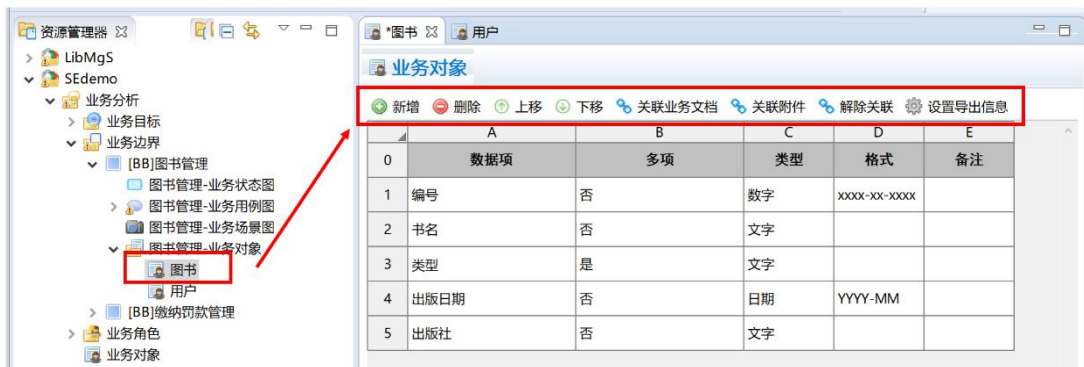 资源管理器
LibMgS
SEdemo
业务分析
业务目标
业务边界
[BB]图书管理
图书管理-业务状态图
图书管理-业务用例图
图书管理-业务场景图
图书管理-业务对象
图书
用户
[BB]缴纳罚款管理
业务角色
业务对象
*图书 用户
业务对象
新增 删除 上移 下移 关联业务文档 关联附件 解除关联 设置导出信息
A B C D E
0 数据项 多项 类型 格式 备注
1 编号 否 数字 xxxx-xx-xxxx
2 书名 否 文字
3 类型 是 文字
4 出版日期 否 日期 YYYY-MM
5 出版社 否 文字